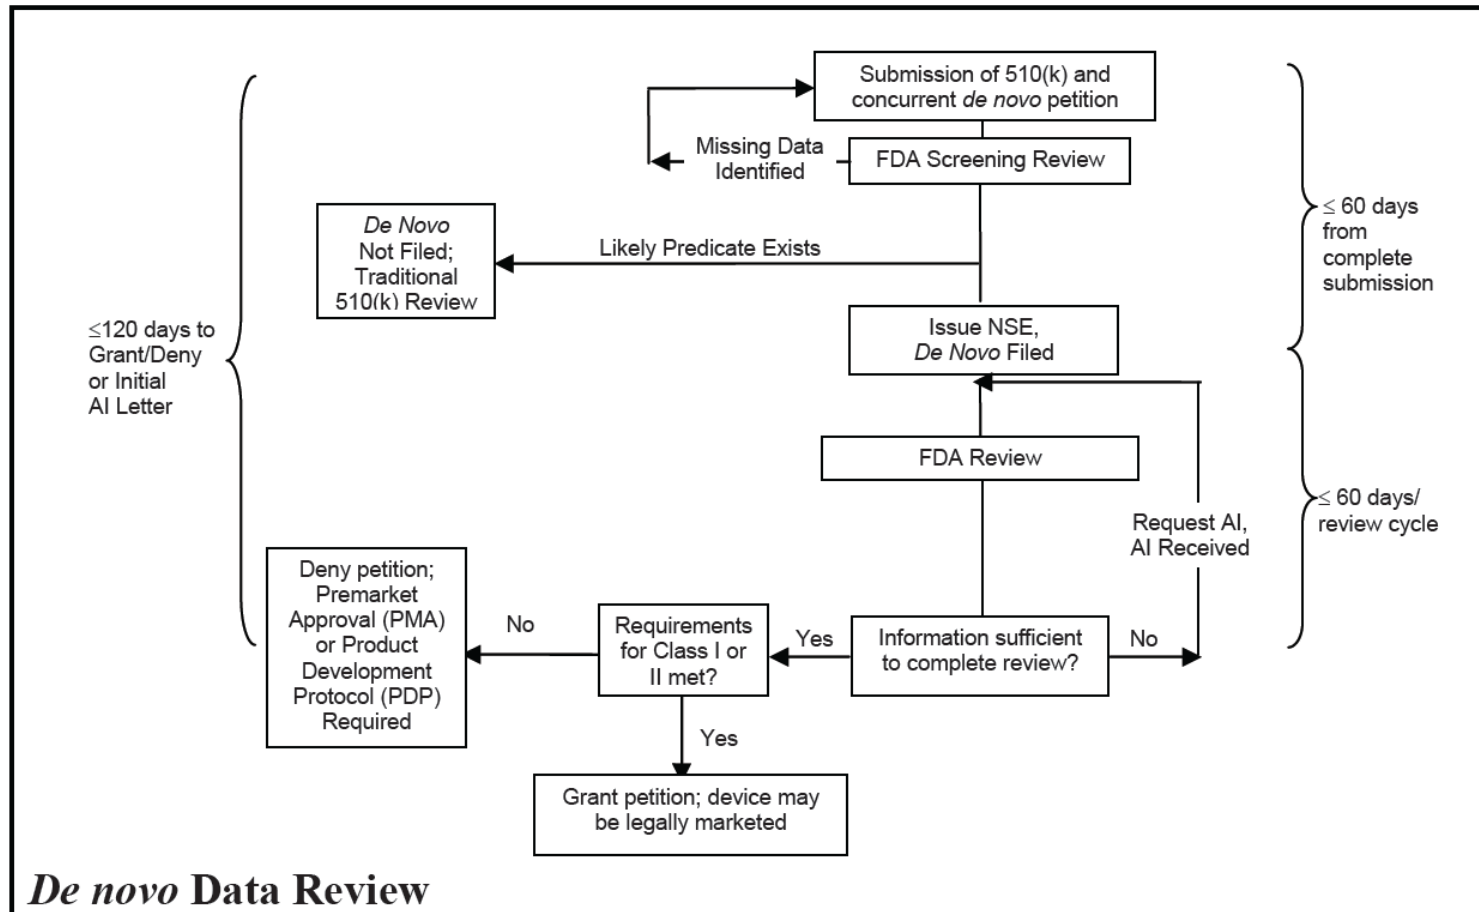 Submission of 510(k) and
concurrent de novo petition
Missing Data
Identified
FDA Screening Review
De Novo
Not Filed;
Traditional
510(k) Review
Likely Predicate Exists
≤ 60 days
from
complete
submission
Issue NSE,
De Novo Filed
≤120 days to
Grant/Deny
or Initial
AI Letter
FDA Review
≤ 60 days/
review cycle
Request AI,
AI Received
Deny petition;
Premarket
Approval (PMA)
or Product
Development
Protocol (PDP)
Required
No
Requirements
for Class I or
II met?
Yes
Information sufficient
to complete review?
No
Yes
Grant petition; device may
be legally marketed
De novo Data Review